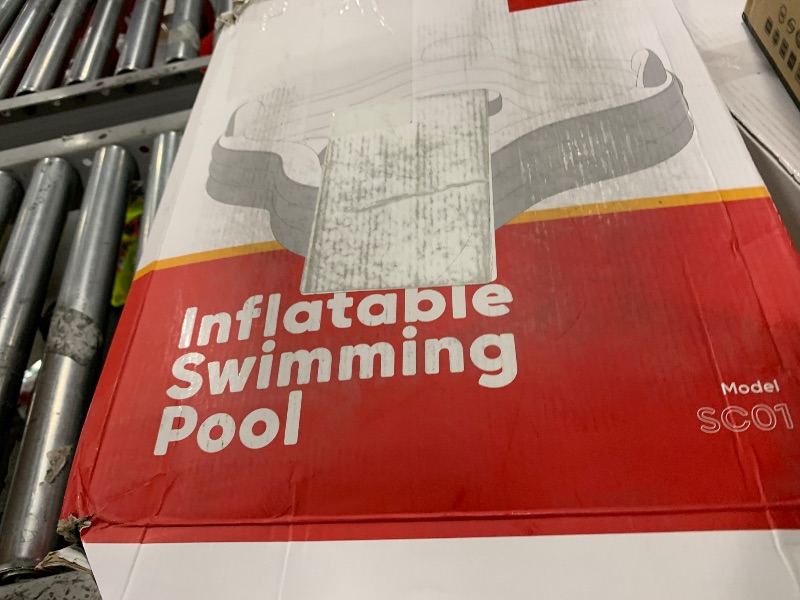 Inflatable
Swimming
Pool
Model
SC01